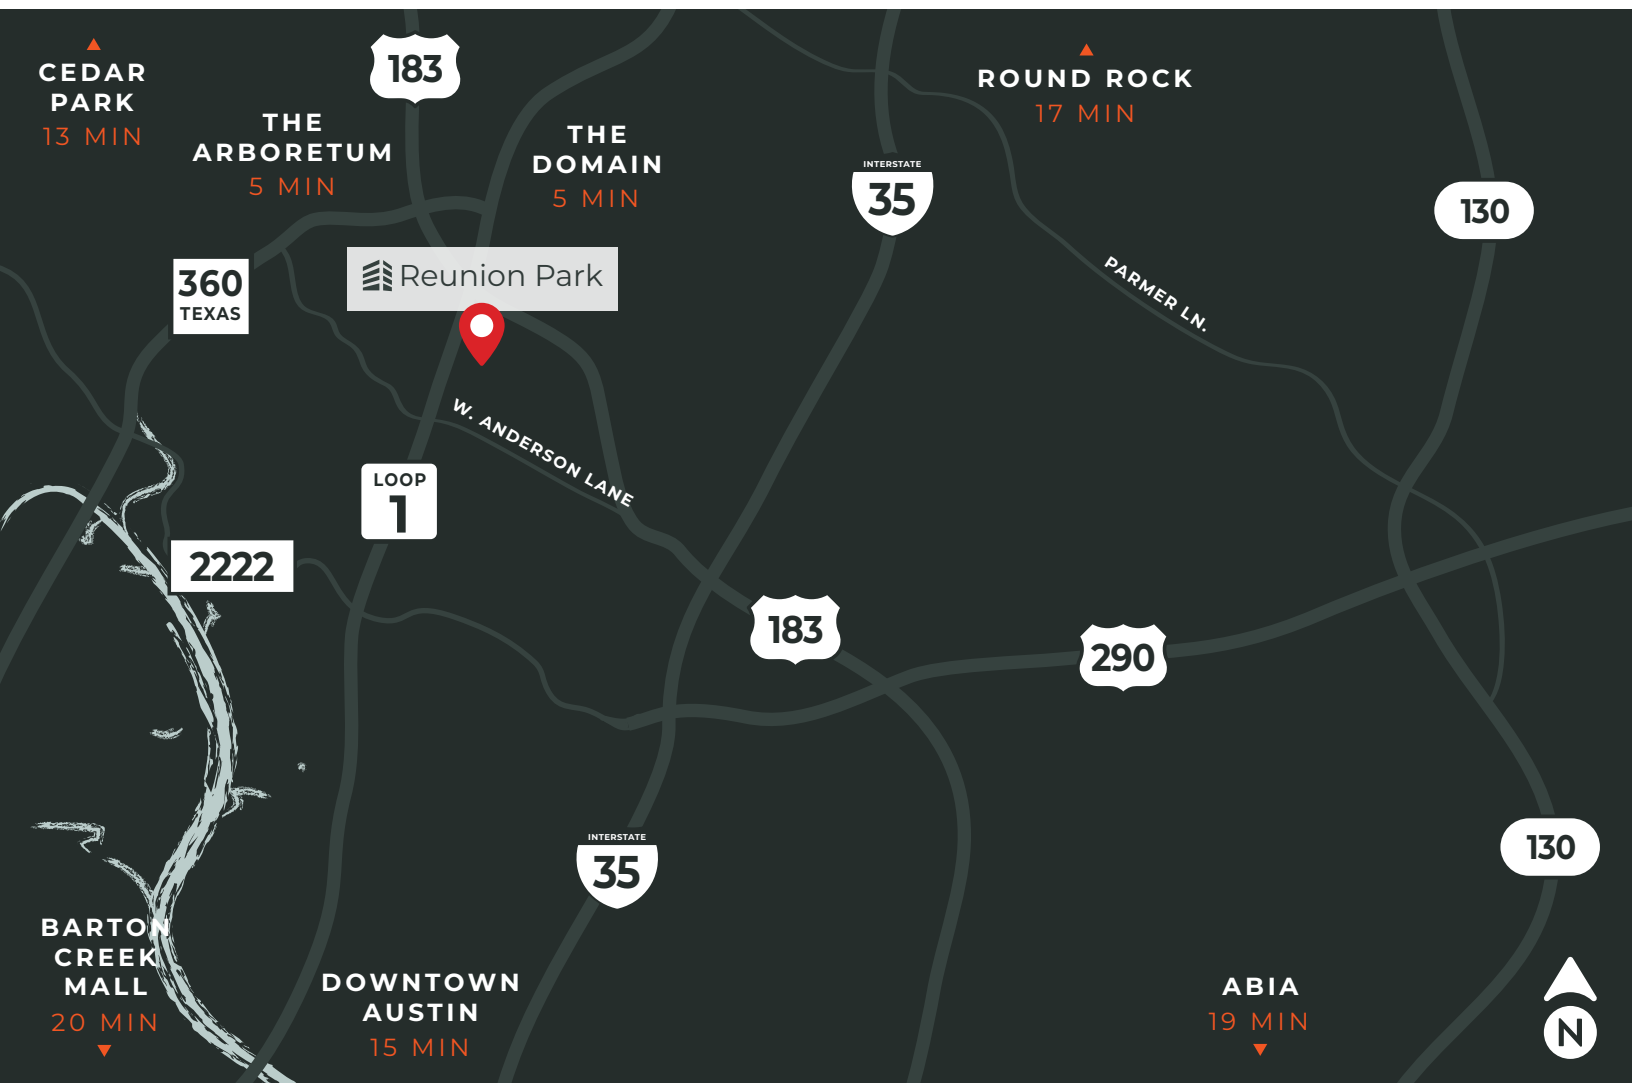 CEDAR
PARK
13 MIN
183
THE
ARBORETUM
5 MIN
THE
DOMAIN
5 MIN
ROUND ROCK
17 MIN
INTERSTATE
35
130
360
TEXAS
Reunion Park
PARMER LN.
W. ANDERSON LANE
LOOP
1
2222
183
290
INTERSTATE
35
130
BARTON
CREEK
MALL
20 MIN
DOWNTOWN
AUSTIN
15 MIN
ABIA
19 MIN
N